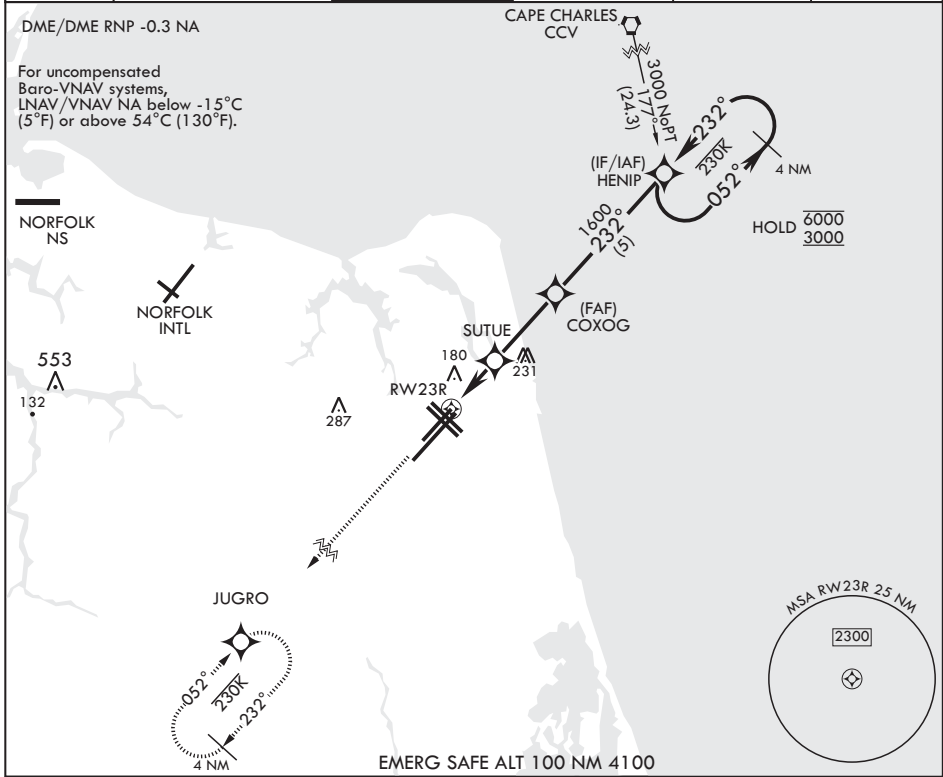 DME/DME RNP -0.3 NA
For uncompensated
Baro-VNAV systems,
LNAV/VNAV NA below -15°C
(5°F) or above 54°C (130°F).
CAPE CHARLES
CCV
3000 NoPT
177°
(24.3)
(IF/IAF)
HENIP
232°
230K
052°
4 NM
HOLD 6000
3000
1600
232°
(5)
NORFOLK
NS
NORFOLK
INTL
(FAF)
COXOG
SUTUE
180
231
RW23R
553
132
287
JUGRO
052°
230K
232°
4 NM
MSA RW23R 25 NM
2300
EMERG SAFE ALT 100 NM 4100